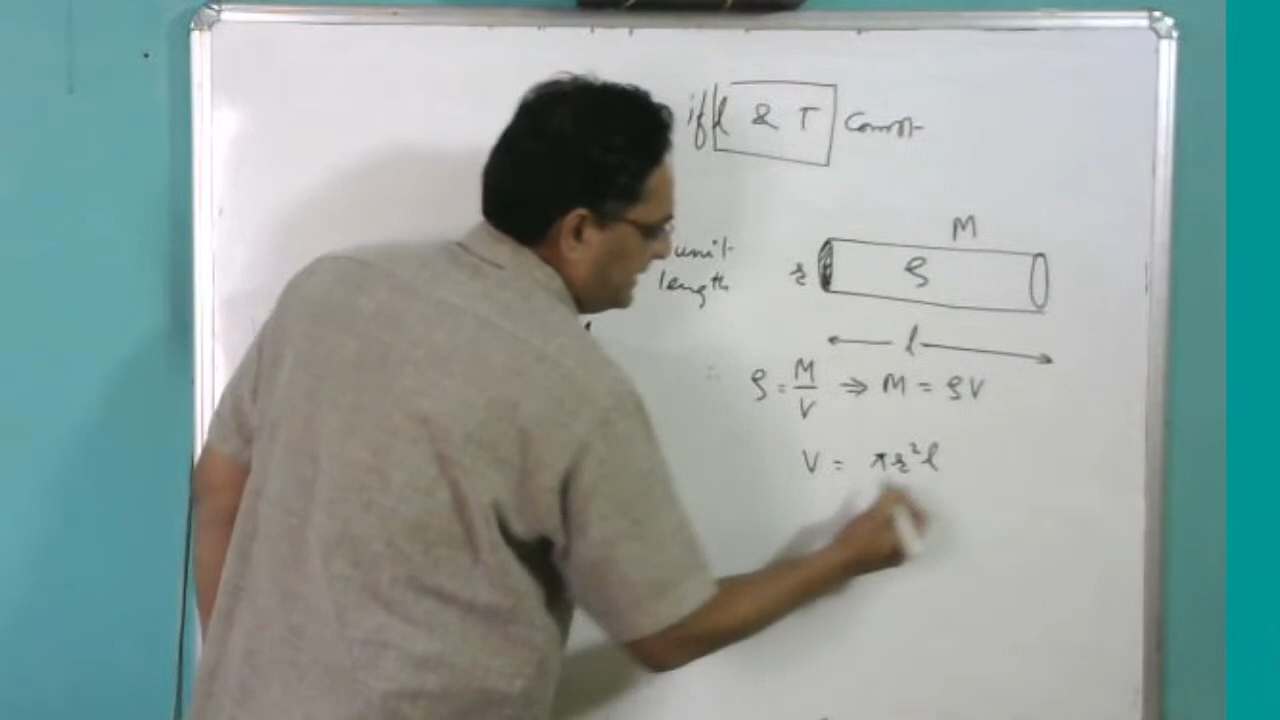 if l & T Const
M
unit
length
r ρ
l
∴ ρ = M/V ⇒ M = ρV
V = πr²l